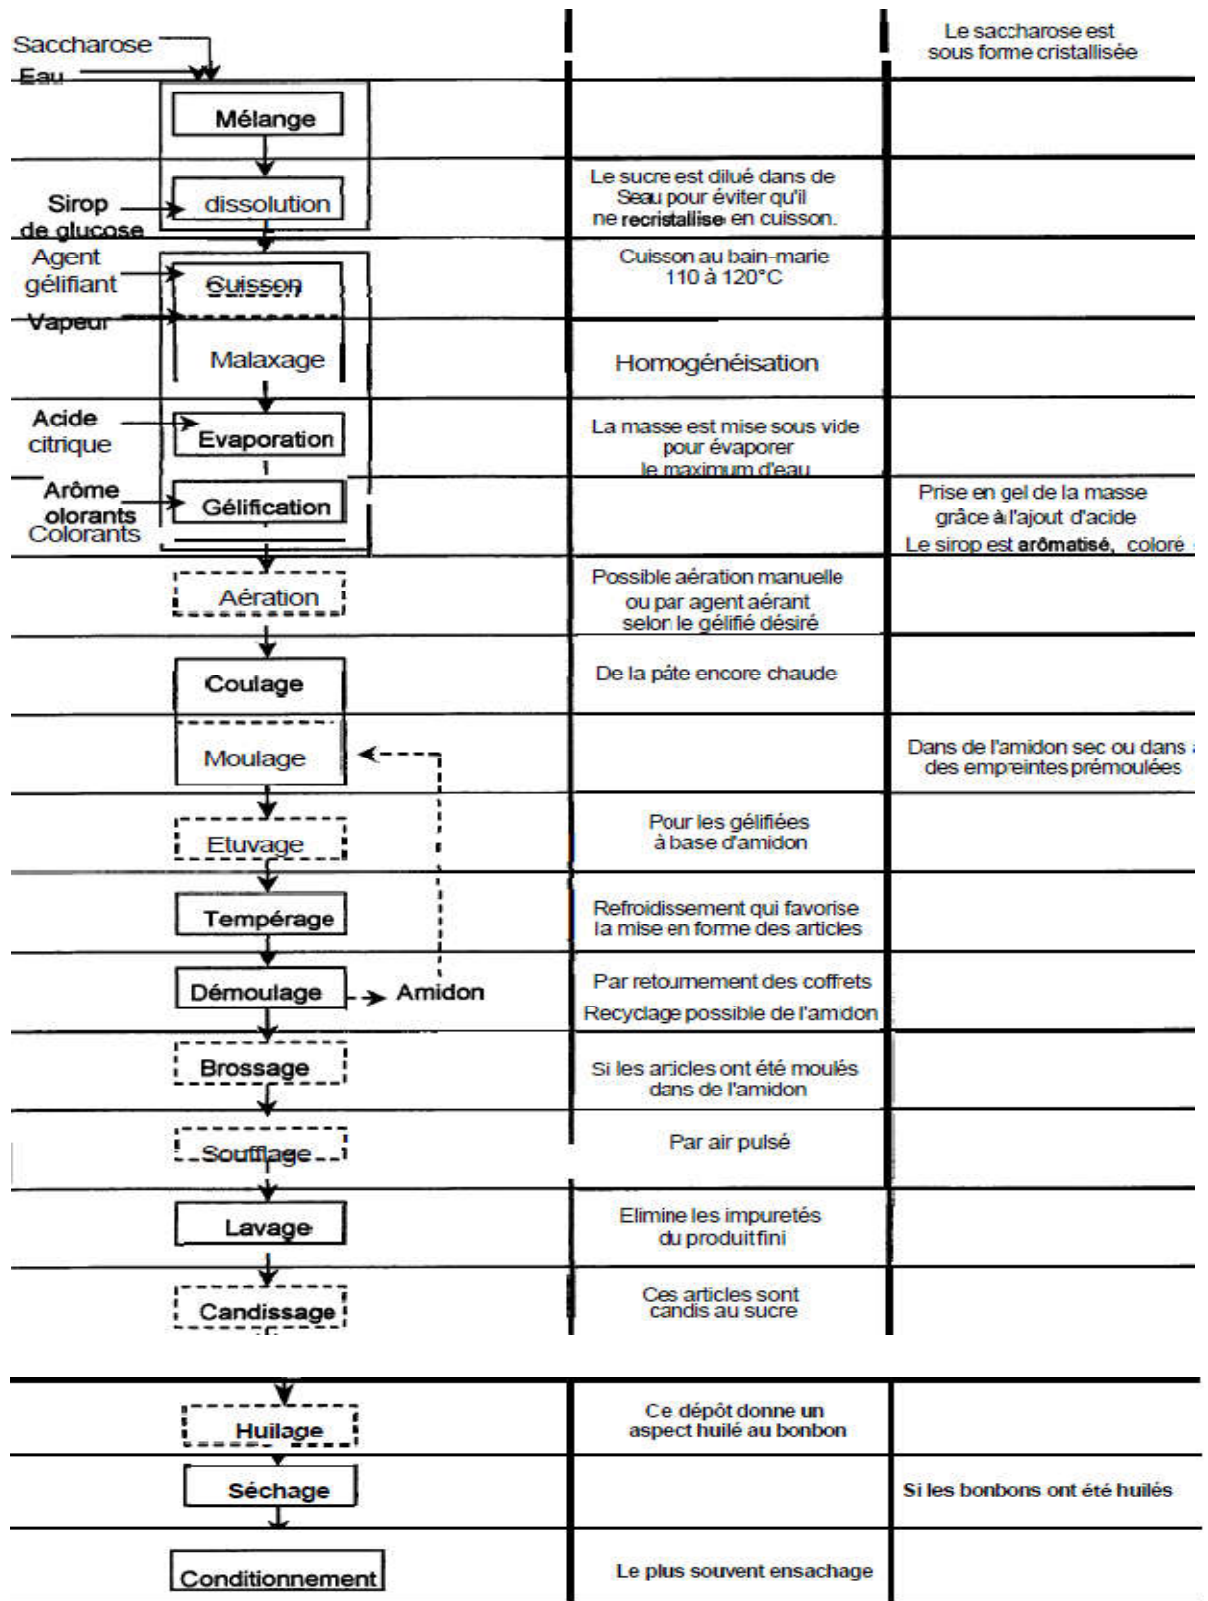 Le saccharose est
sous forme cristallisée
Saccharose
Eau
Mélange
Sirop
de glucose
dissolution
Le sucre est dilué dans de
Seau pour éviter qu'il
ne recristallise en cuisson.
Agent
gélifiant
Cuisson
Cuisson au bain-marie
110 à 120°C
Vapeur
Malaxage
Homogénéisation
Acide
citrique
Evaporation
La masse est mise sous vide
pour évaporer
le maximum d'eau
Arôme
olorants
Colorants
Gélification
Prise en gel de la masse
grâce à l'ajout d'acide
Le sirop est arômatisé, coloré
Aération
Possible aération manuelle
ou par agent aérant
selon le gélifié désiré
Coulage
De la pâte encore chaude
Moulage
Dans de l'amidon sec ou dans
des empreintes prémoulées
Etuvage
Pour les gélifiées
à base d'amidon
Tempérage
Refroidissement qui favorise
la mise en forme des articles
Démoulage
Amidon
Par retournement des coffrets
Recyclage possible de l'amidon
Brossage
Si les articles ont été moulés
dans de l'amidon
Soufflage
Par air pulsé
Lavage
Elimine les impuretés
du produit fini
Candissage
Ces articles sont
candis au sucre
Huilage
Ce dépôt donne un
aspect huilé au bonbon
Séchage
Si les bonbons ont été huilés
Conditionnement
Le plus souvent ensachage